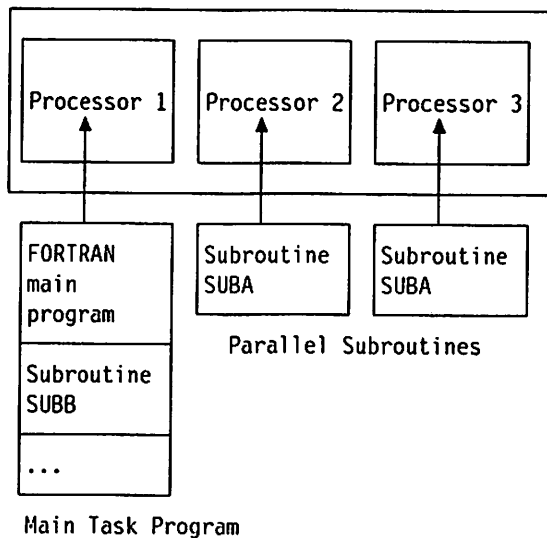 Processor 1
Processor 2
Processor 3
FORTRAN
main
program
Subroutine
SUBB
...
Main Task Program
Subroutine
SUBA
Subroutine
SUBA
Parallel Subroutines